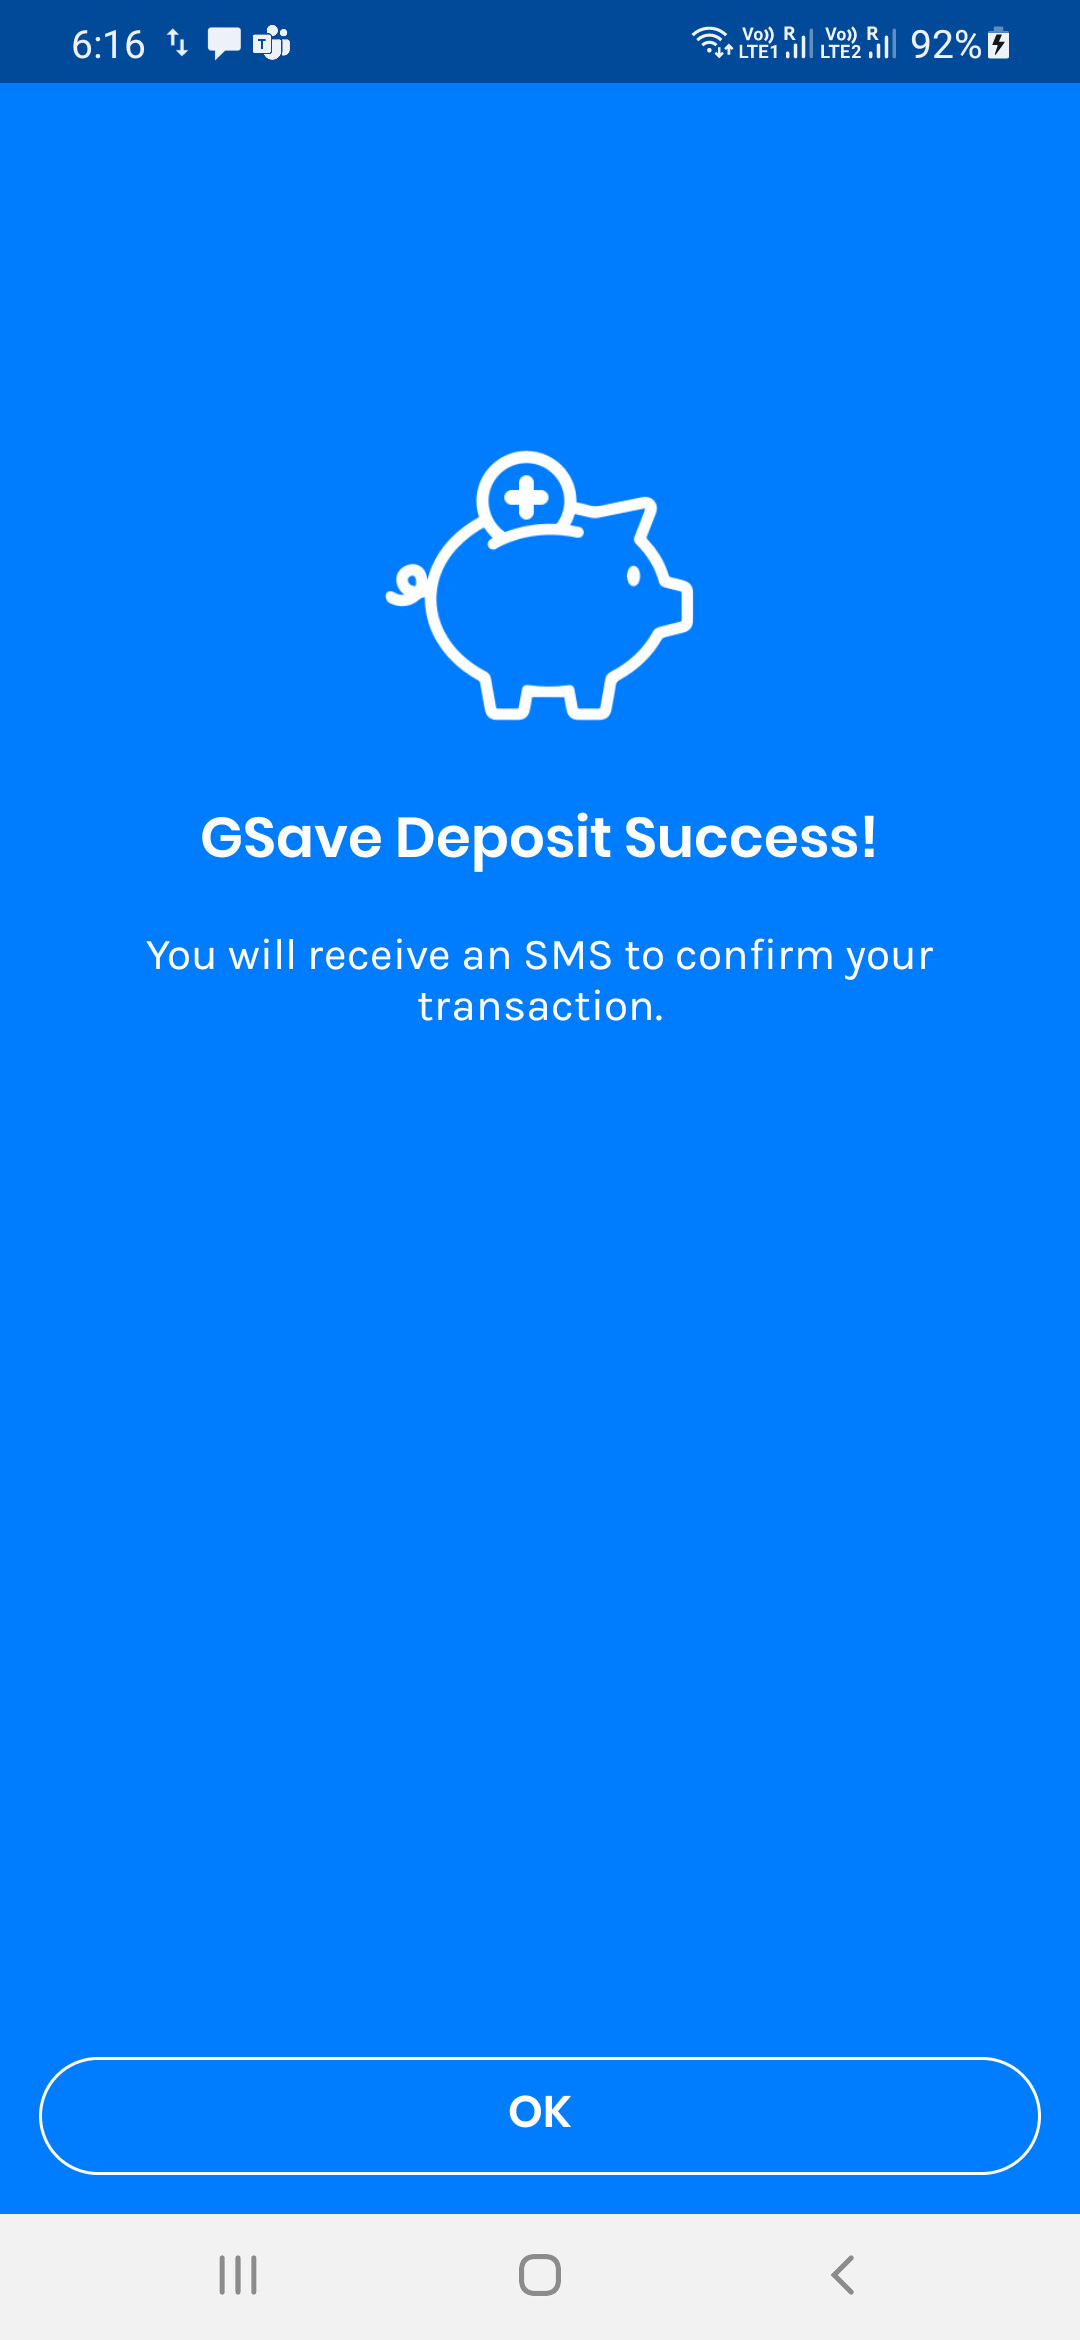 6:16 T Vo)) R LTE1 Vo)) R LTE2 92%
GSave Deposit Success!
You will receive an SMS to confirm your
transaction.
OK